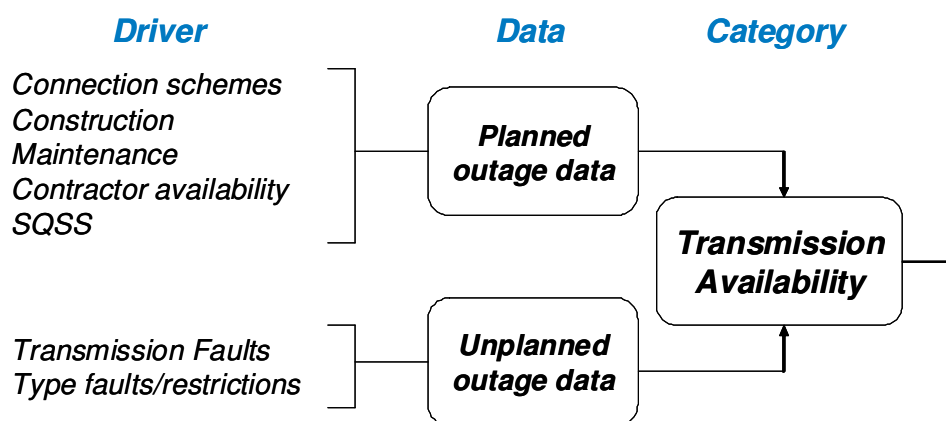 Driver
Data
Category
Connection schemes
Construction
Maintenance
Contractor availability
SQSS
Planned
outage data
Transmission
Availability
Transmission Faults
Type faults/restrictions
Unplanned
outage data